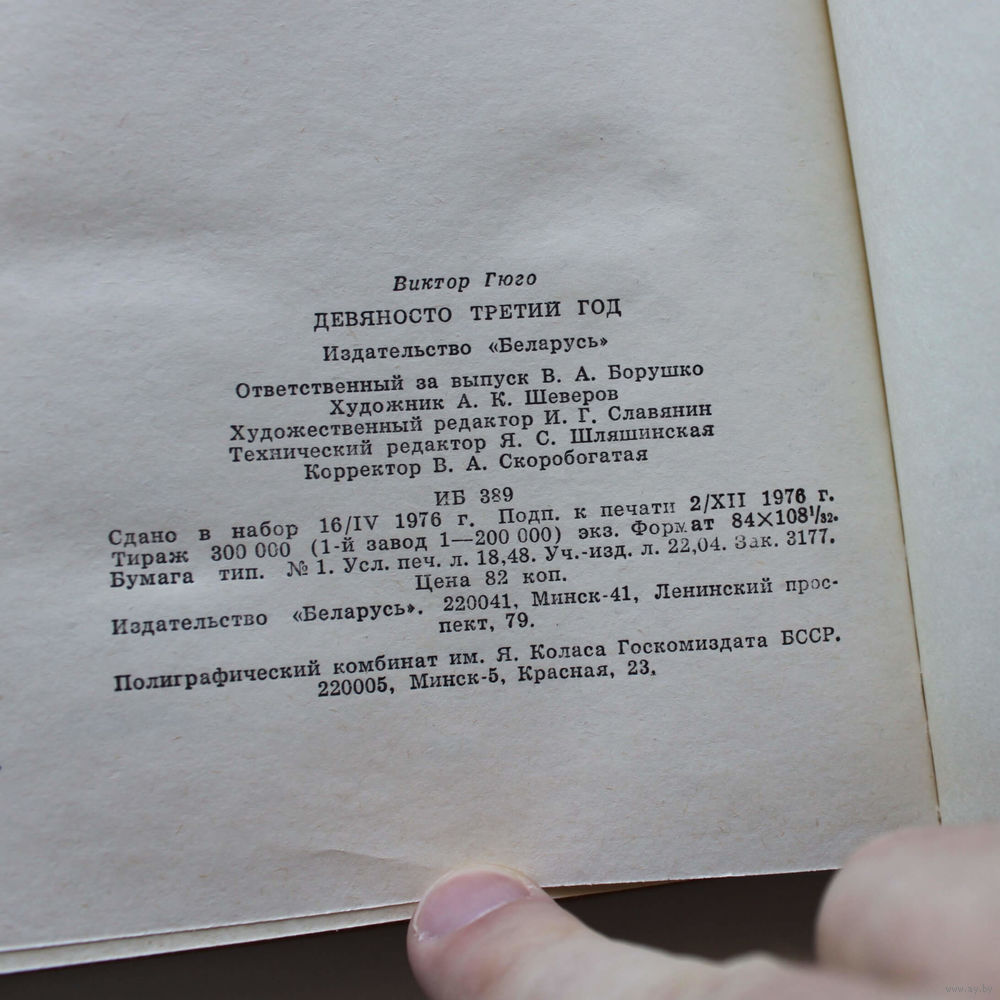 Виктор Гюго
ДЕВЯНОСТО ТРЕТИЙ ГОД
Издательство «Беларусь»
Ответственный за выпуск В. А. Борушко
Художник А. К. Шеверов
Художественный редактор И. Г. Славянин
Технический редактор Я. С. Шляшинская
Корректор В. А. Скоробогатая
ИБ 389
Сдано в набор 16/IV 1976 г. Подп. к печати 2/XII 1976 г.
Тираж 300 000 (1-й завод 1—200 000) экз. Формат 84×108¹/₃₂.
Бумага тип. № 1. Усл. печ. л. 18,48. Уч.-изд. л. 22,04. Зак. 3177.
Цена 82 коп.
Издательство «Беларусь». 220041, Минск-41, Ленинский прос-
пект, 79.
Полиграфический комбинат им. Я. Коласа Госкомиздата БССР.
220005, Минск-5, Красная, 23.
www.ay.by